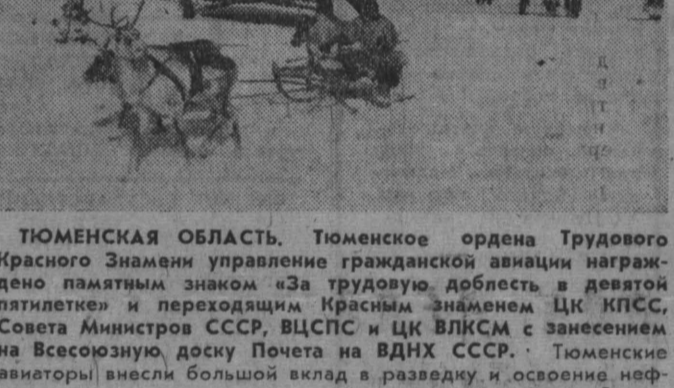 ТЮМЕНСКАЯ ОБЛАСТЬ. Тюменское ордена Трудового
Красного Знамени управление гражданской авиации награж-
дено памятным знаком «За трудовую доблесть в девятой
пятилетке» и переходящим Красным знаменем ЦК КПСС,
Совета Министров СССР, ВЦСПС и ЦК ВЛКСМ с занесением
на Всесоюзную доску Почета на ВДНХ СССР. Тюменские
авиаторы внесли большой вклад в разведку и освоение неф-